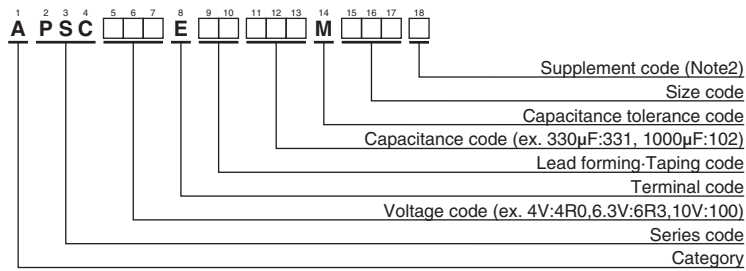 1 2 3 4 5 6 7 8 9 10 11 12 13 14 15 16 17 18
A P S C E M
Supplement code (Note2)
Size code
Capacitance tolerance code
Capacitance code (ex. 330µF:331, 1000µF:102)
Lead forming·Taping code
Terminal code
Voltage code (ex. 4V:4R0,6.3V:6R3,10V:100)
Series code
Category